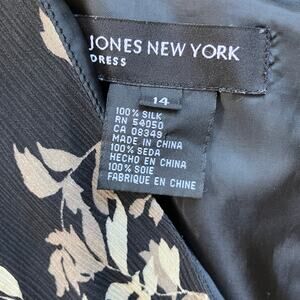 JONES NEW YORK
DRESS
14
100% SILK
RN 54050
CA 08349
MADE IN CHINA
100% SEDA
HECHO EN CHINA
100% SOIE
FABRIQUE EN CHINE